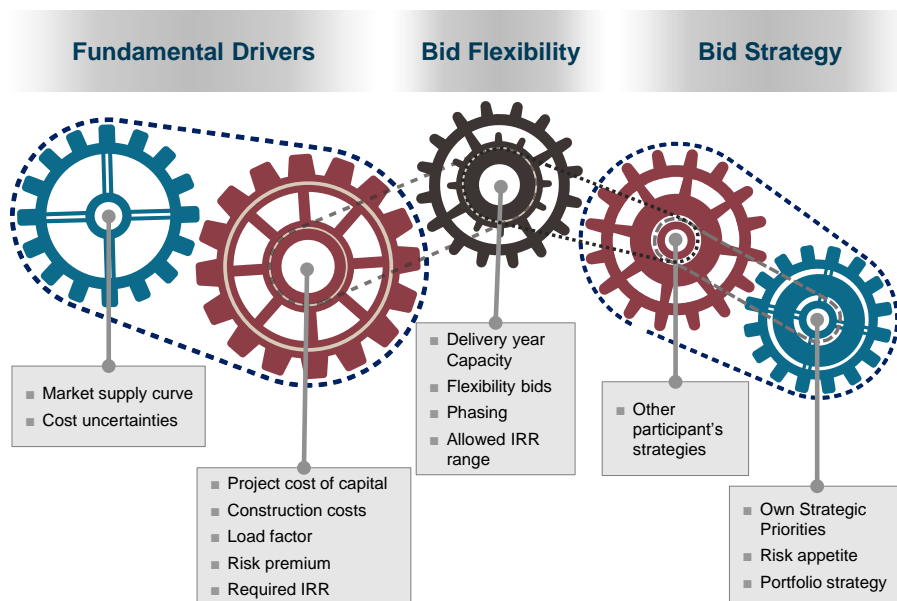 Fundamental Drivers
Bid Flexibility
Bid Strategy
Market supply curve
Cost uncertainties
Project cost of capital
Construction costs
Load factor
Risk premium
Required IRR
Delivery year
Capacity
Flexibility bids
Phasing
Allowed IRR
range
Other
participant's
strategies
Own Strategic
Priorities
Risk appetite
Portfolio strategy